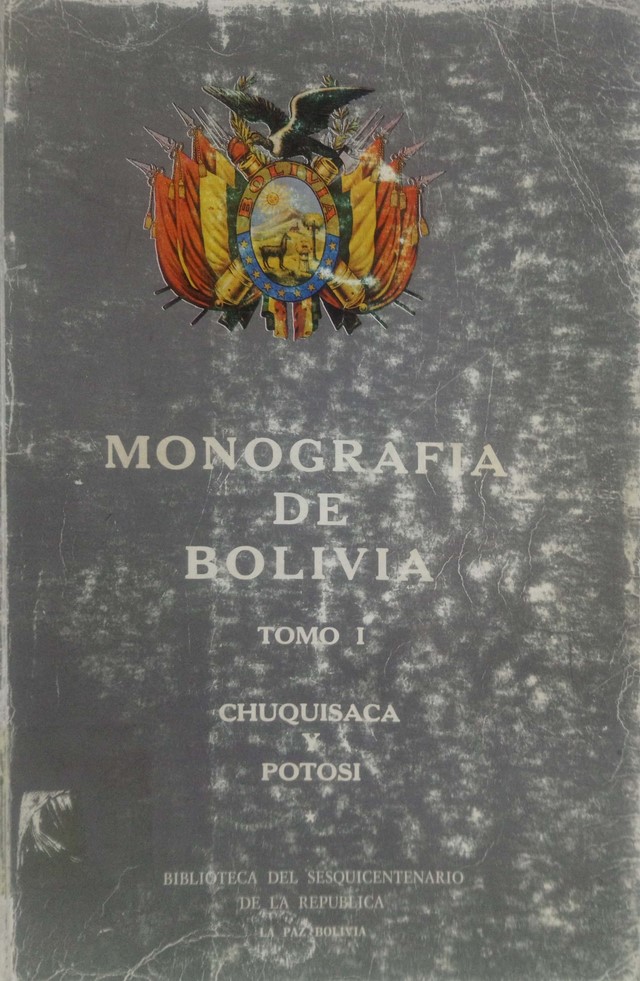 BOLIVIA
MONOGRAFIA
DE
BOLIVIA
TOMO I
CHUQUISACA
Y
POTOSI
BIBLIOTECA DEL SESQUICENTENARIO
DE LA REPUBLICA
LA PAZ-BOLIVIA